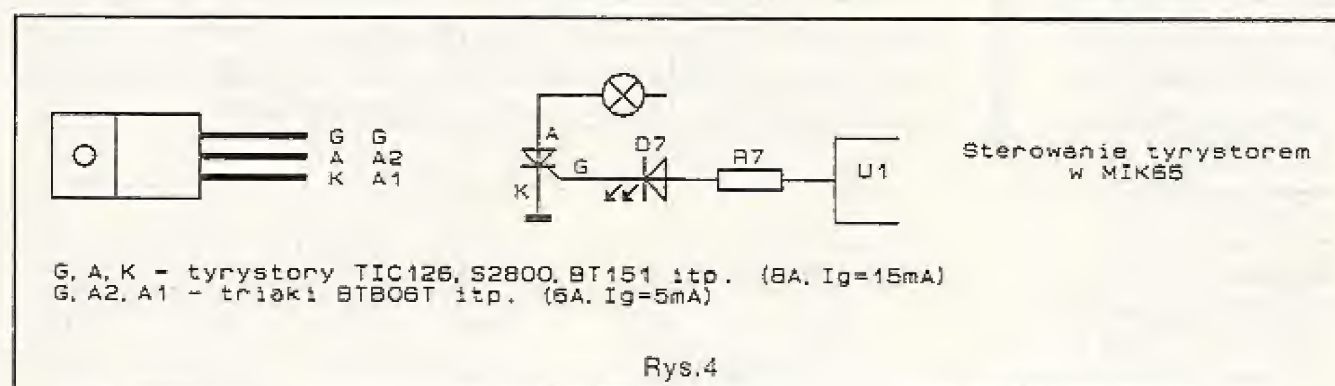 G G
A A2
K A1
A
G
K
D7
R7
U1
Sterowanie tyrystorem
w MIK65
G, A, K - tyrystory TIC126, S2800, BT151 itp. (8A, Ig=15mA)
G, A2, A1 - triaki BTB06T itp. (6A, Ig=5mA)
Rys.4